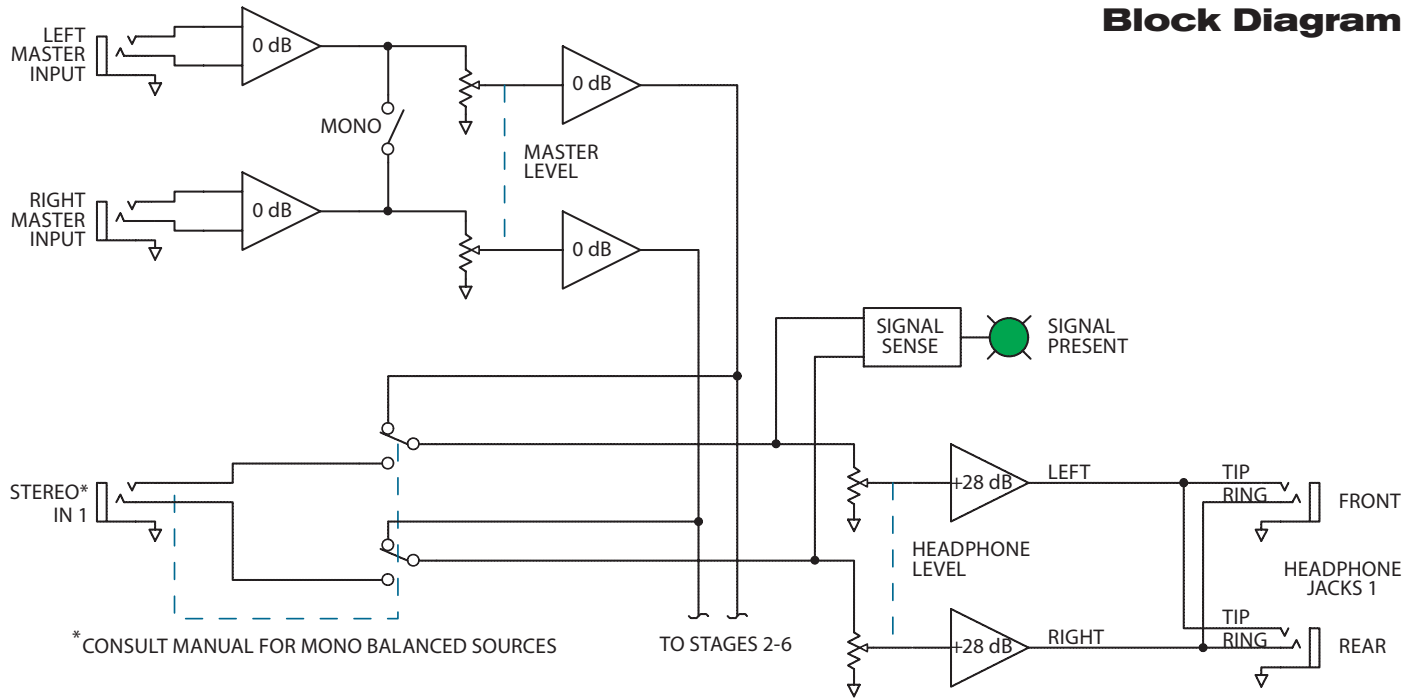 Block Diagram
LEFT
MASTER
INPUT
0 dB
0 dB
MONO
MASTER
LEVEL
RIGHT
MASTER
INPUT
0 dB
0 dB
SIGNAL
SENSE
SIGNAL
PRESENT
STEREO*
IN 1
+28 dB
LEFT
TIP
RING
FRONT
HEADPHONE
LEVEL
HEADPHONE
JACKS 1
+28 dB
RIGHT
TIP
RING
REAR
*CONSULT MANUAL FOR MONO BALANCED SOURCES
TO STAGES 2-6